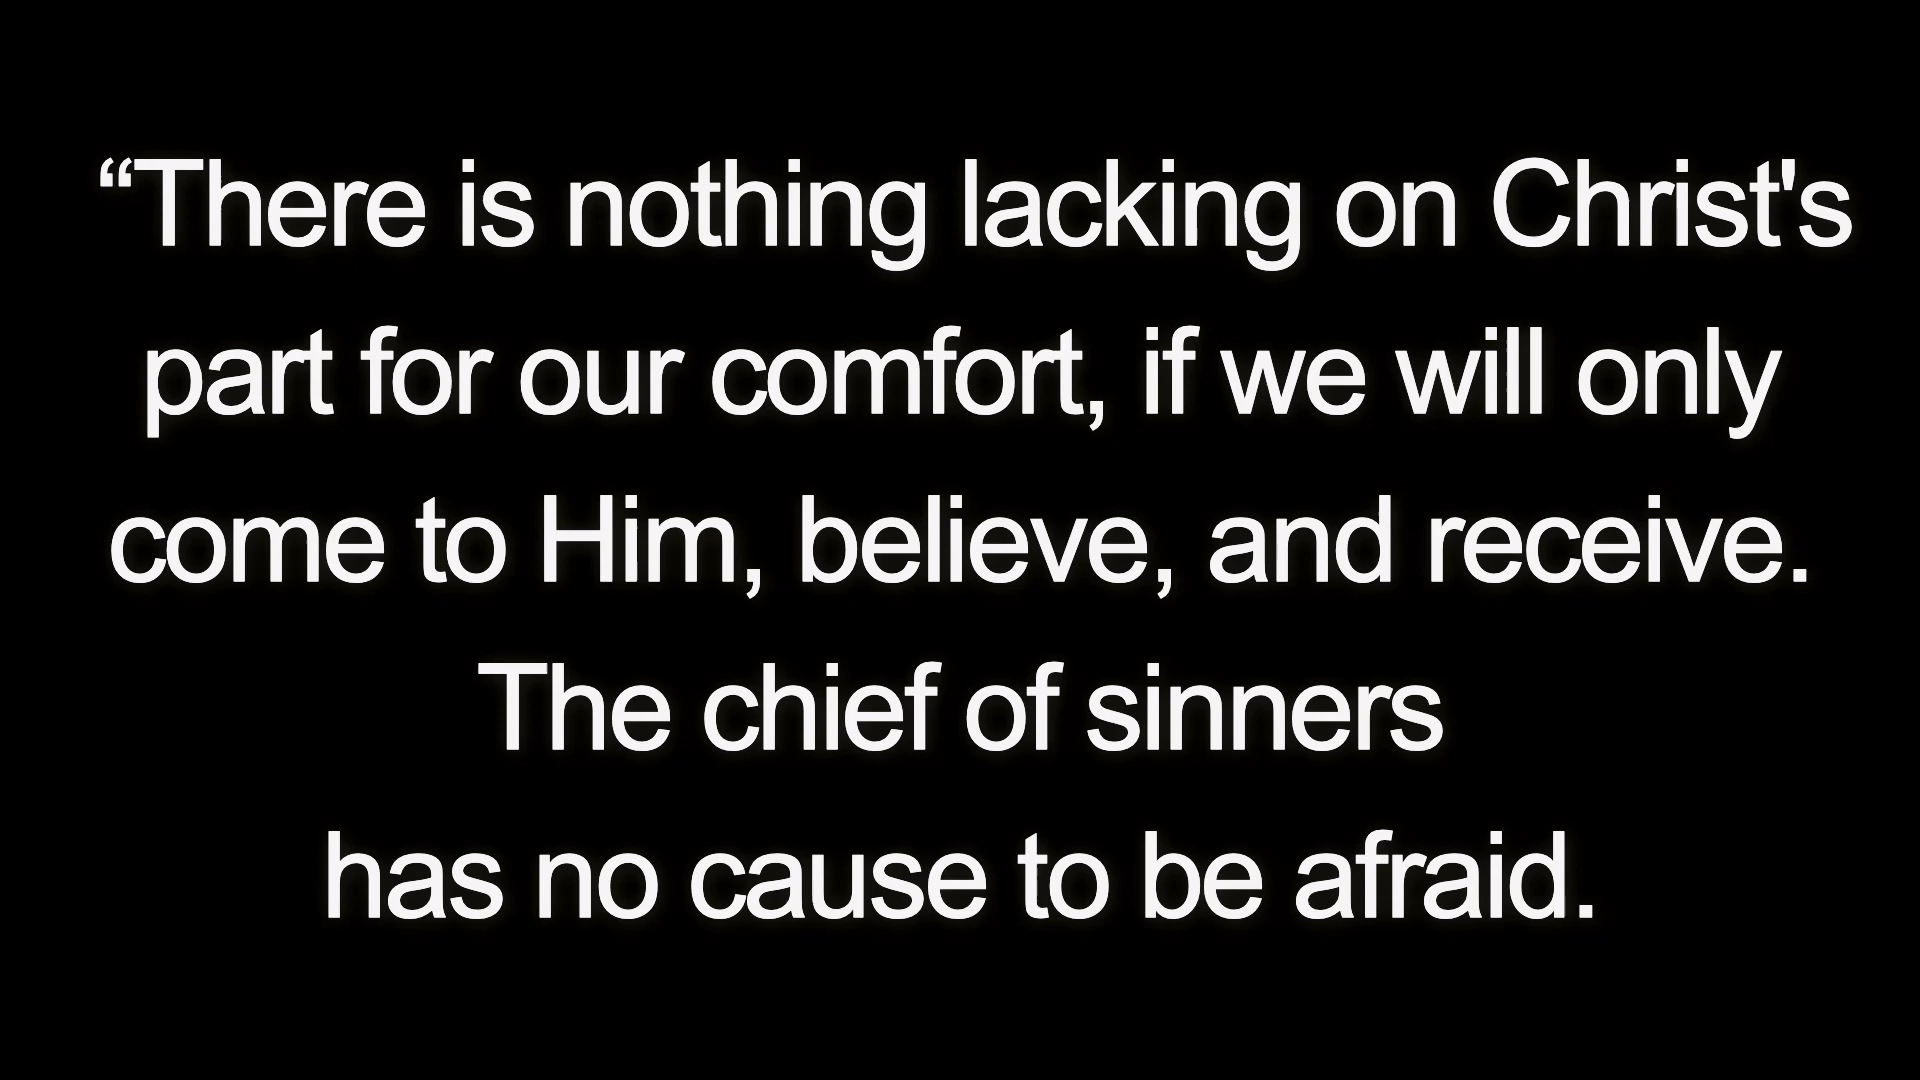 “There is nothing lacking on Christ's
part for our comfort, if we will only
come to Him, believe, and receive.
The chief of sinners
has no cause to be afraid.